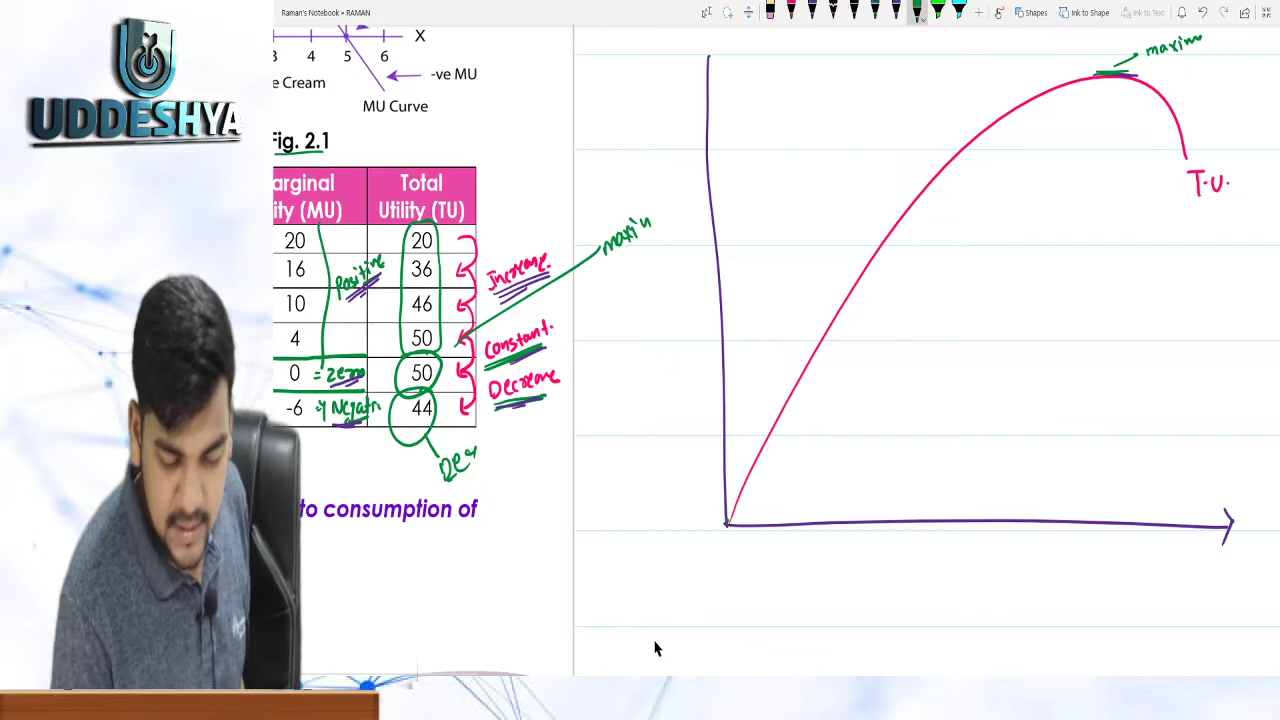 Raman's Notebook » RAMAN
Shapes
Ink to Shape
Ink to Text
UDDESHYA
3 4 5 6 X
e Cream
-ve MU
MU Curve
Fig. 2.1
arginal Total
ity (MU) Utility (TU)
20 20
16 36
10 46
4 50
0 = zero 50
-6 44
Positive
Increase.
Constant.
Decrease
maxim
T.U.
to consumption of